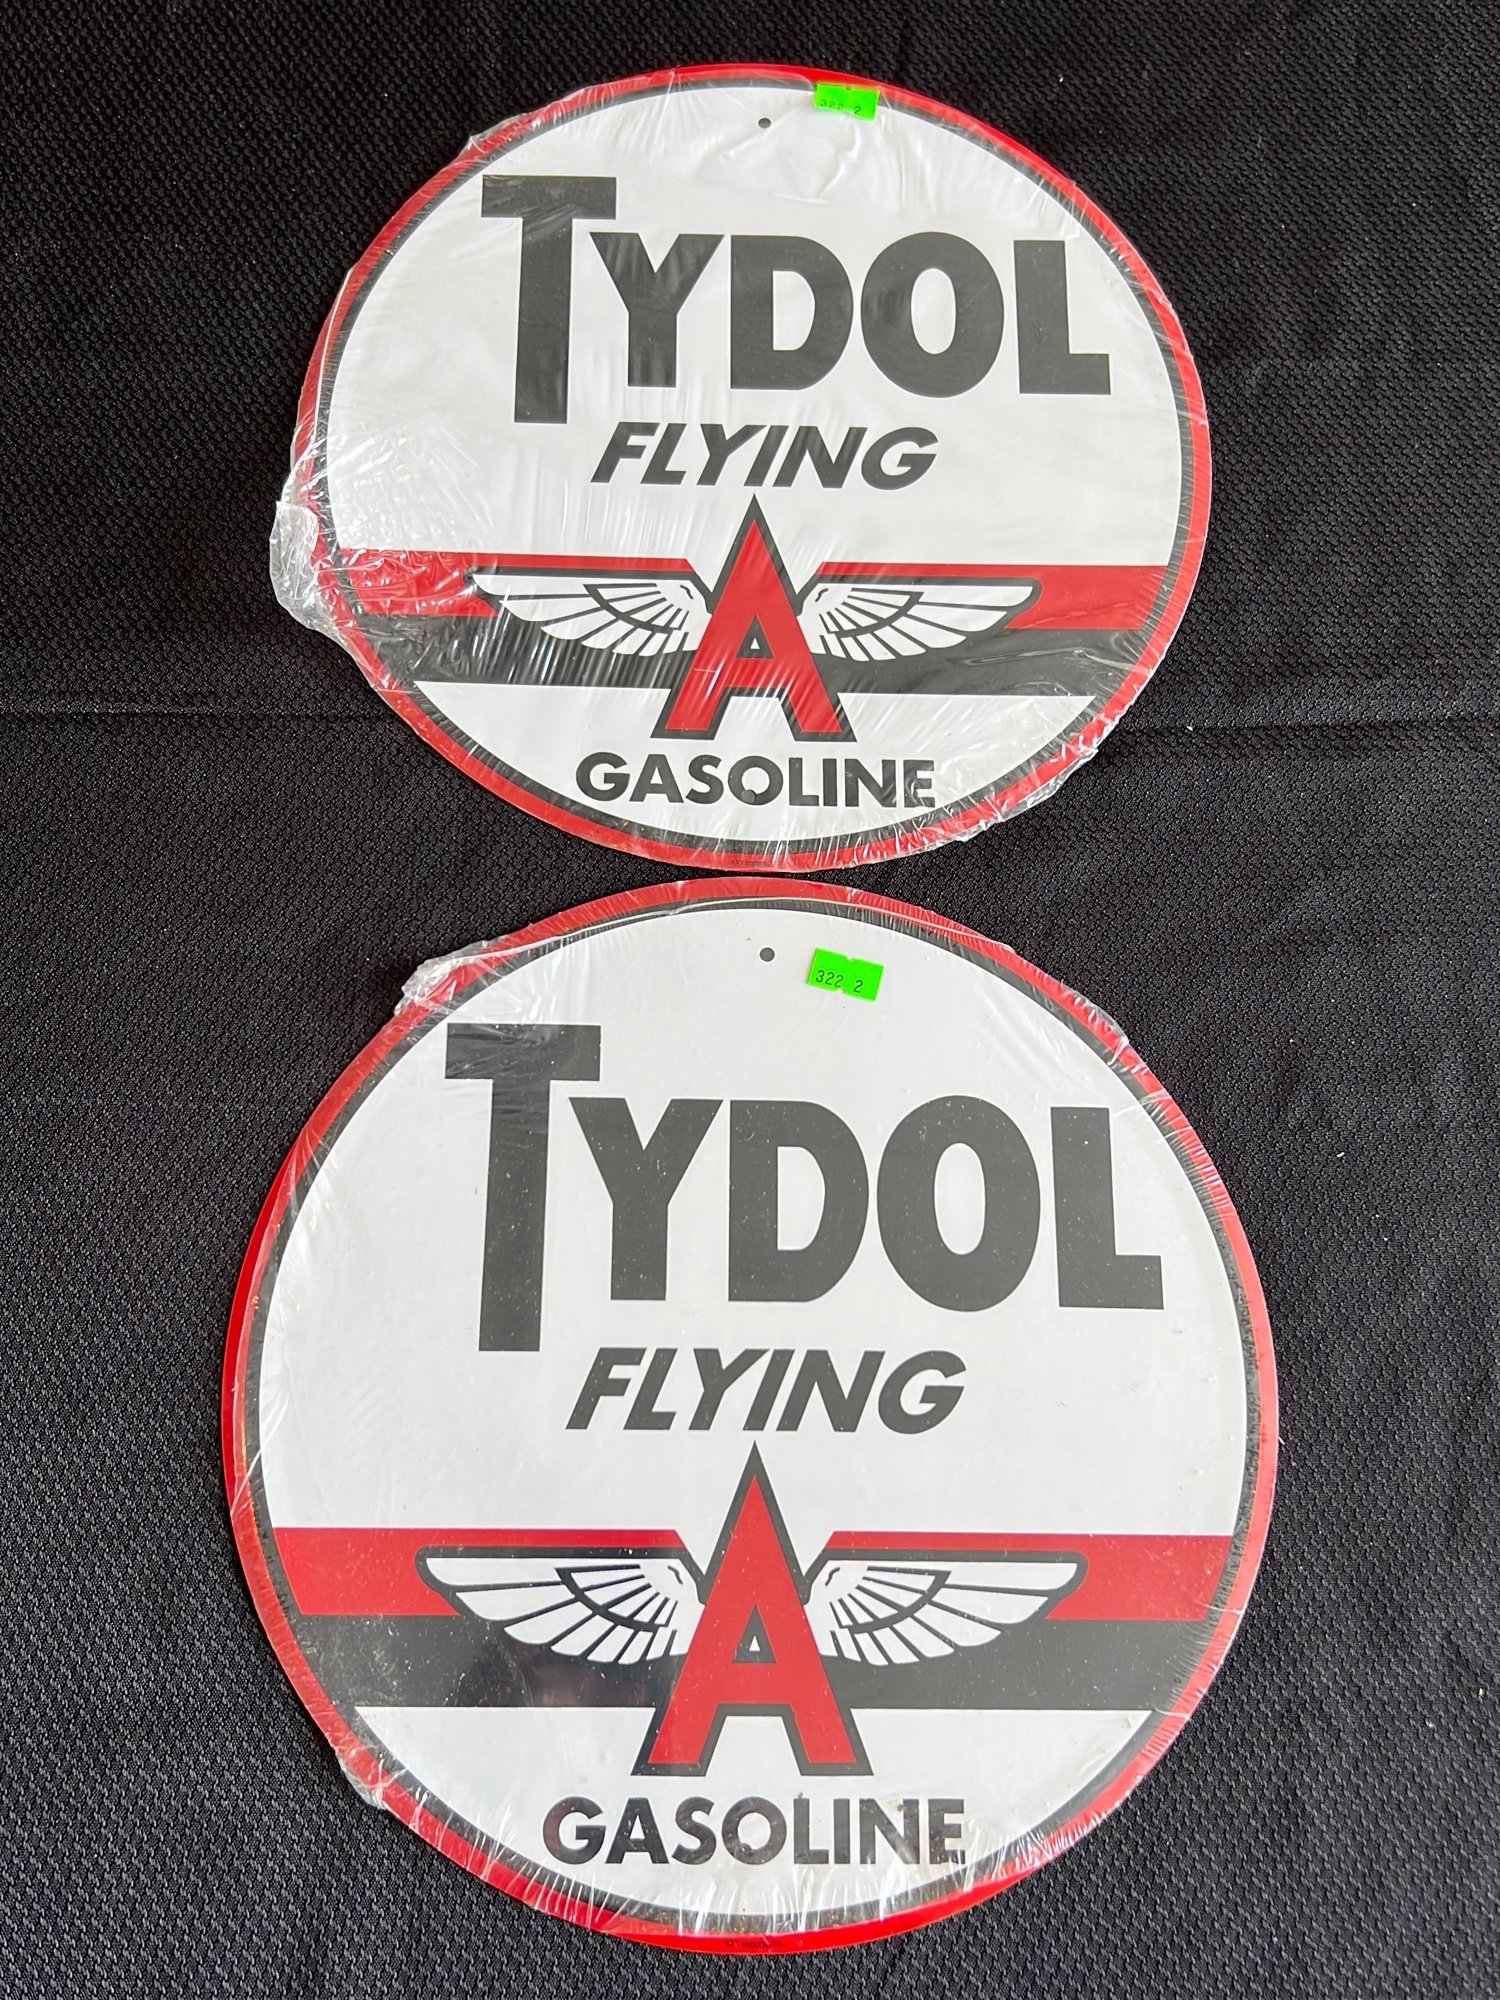 322 2
TYDOL
FLYING
A
GASOLINE
322 2
TYDOL
FLYING
A
GASOLINE